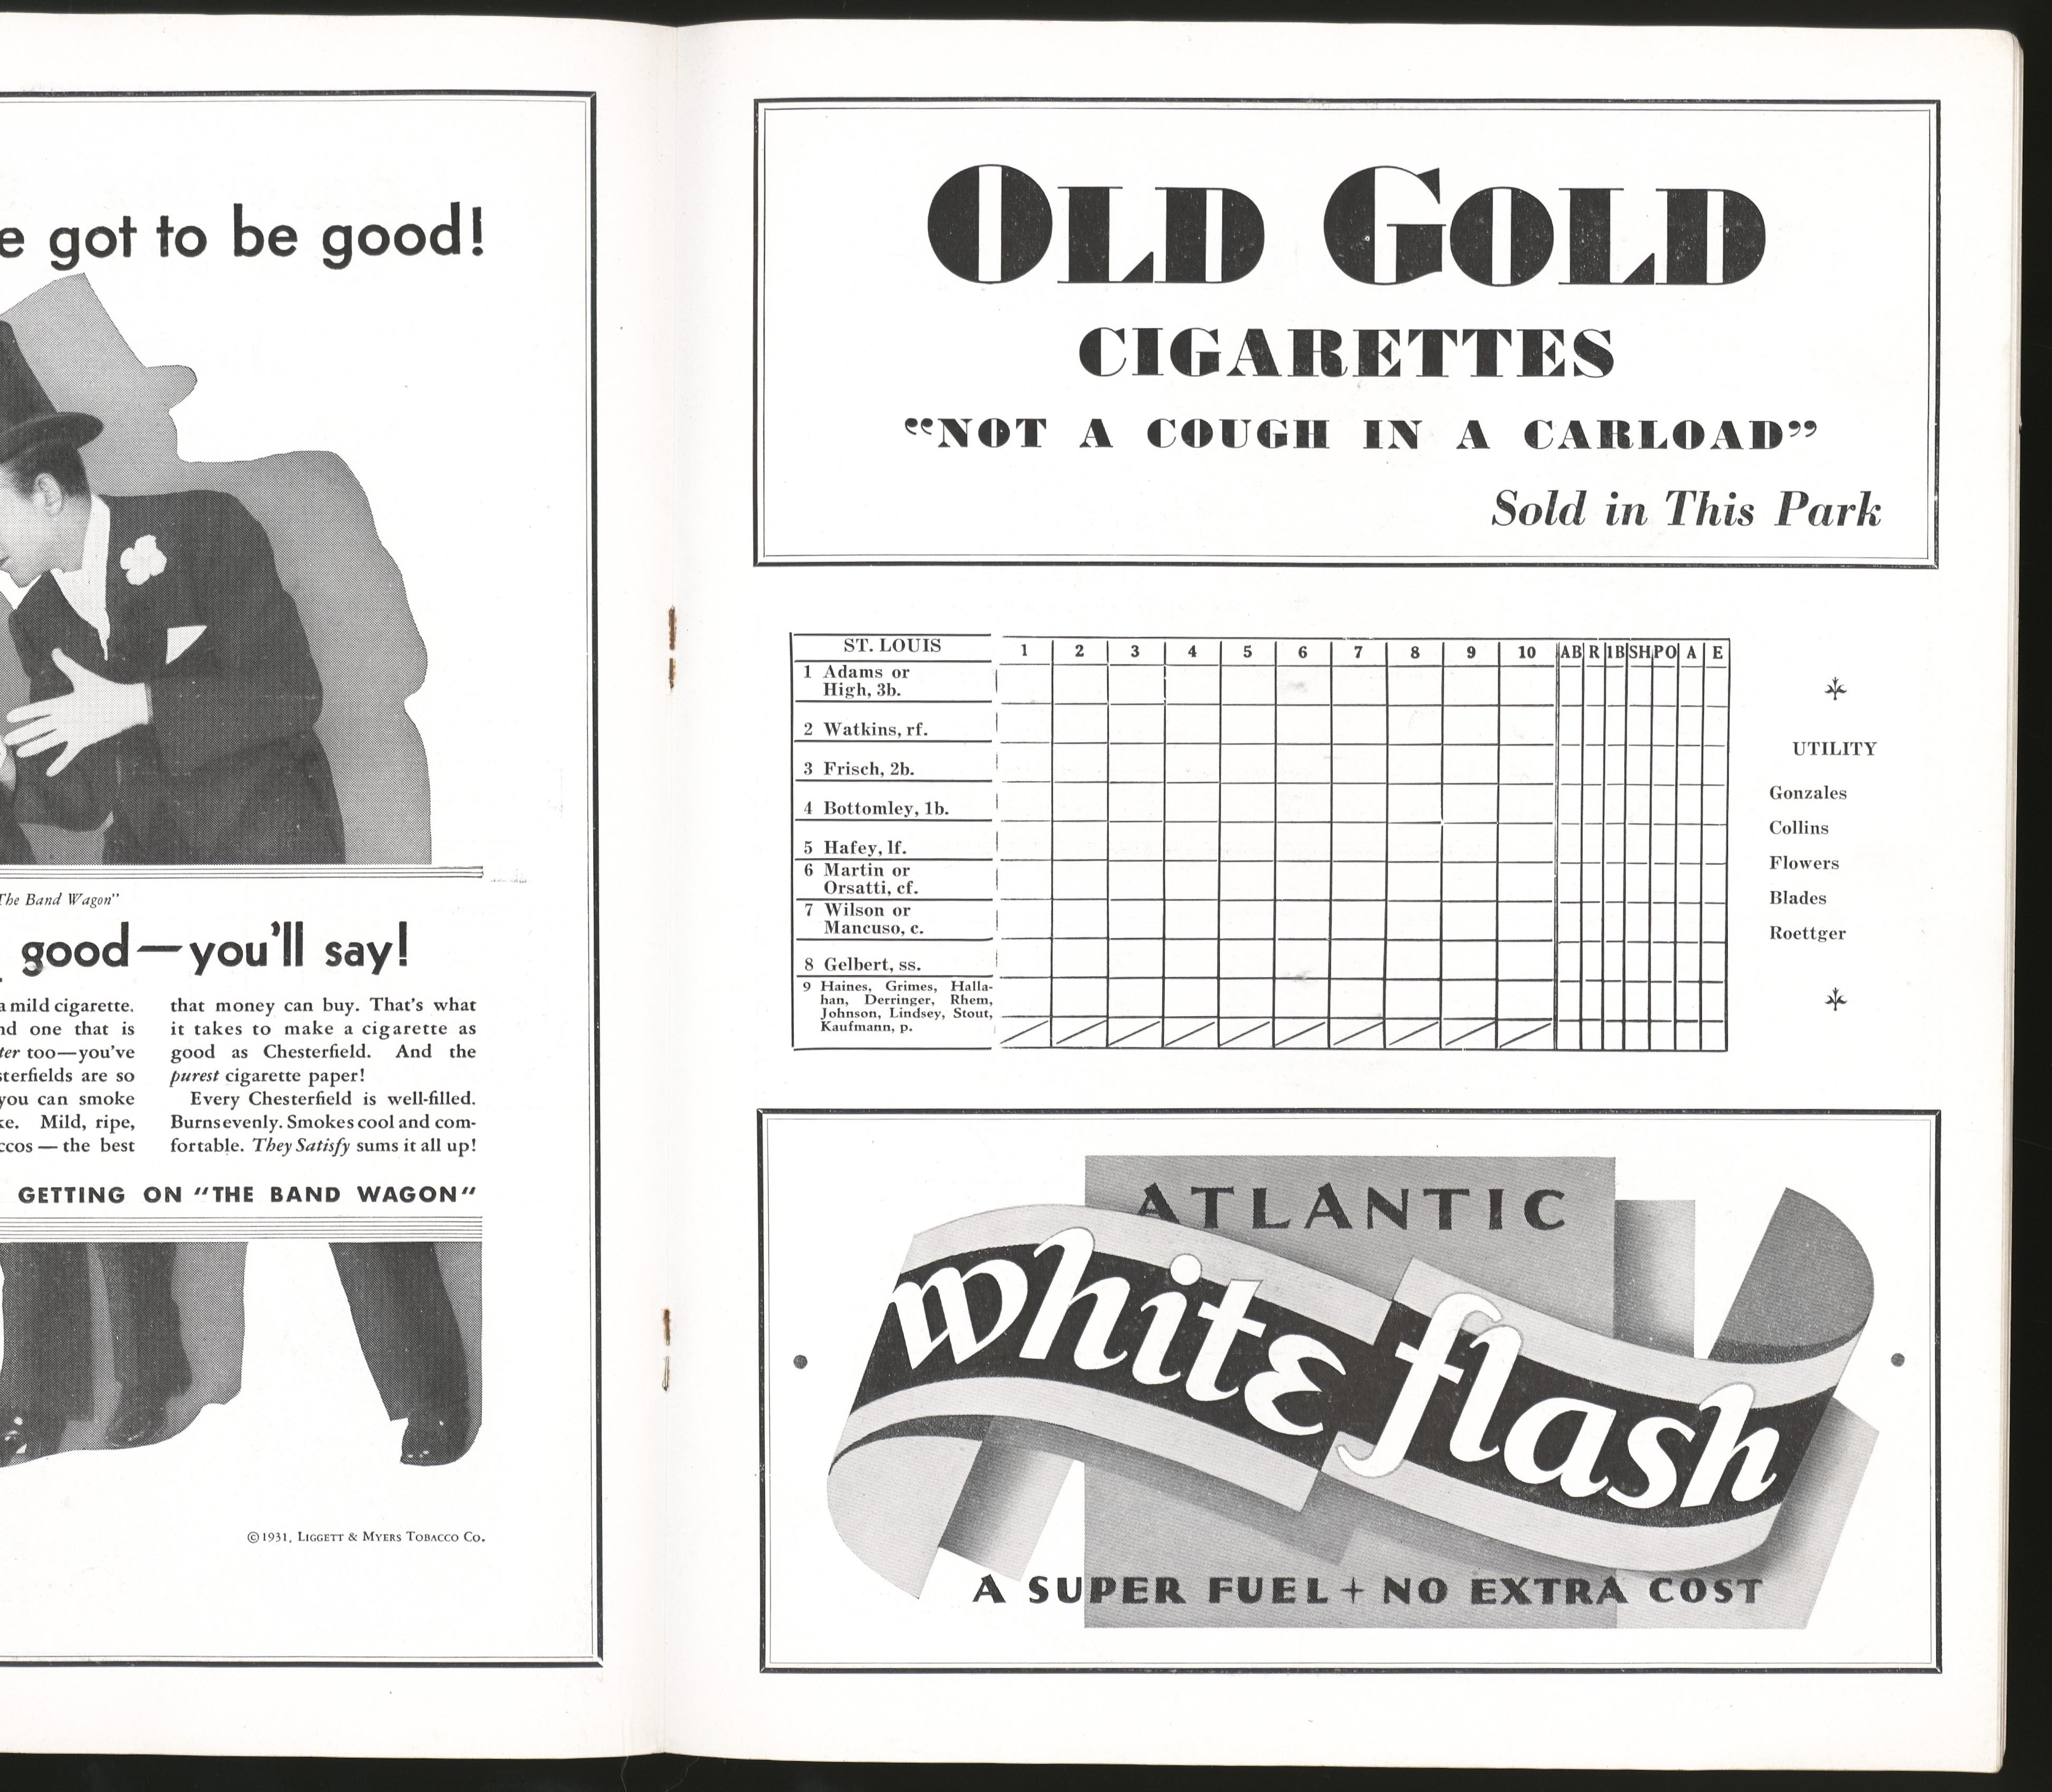 e got to be good!
The Band Wagon"
good—you'll say!
a mild cigarette.
nd one that is
ter too—you've
sterfields are so
you can smoke
ke. Mild, ripe,
ccos — the best
that money can buy. That's what
it takes to make a cigarette as
good as Chesterfield. And the
purest cigarette paper!
Every Chesterfield is well-filled.
Burns evenly. Smokes cool and com-
fortable. They Satisfy sums it all up!
GETTING ON "THE BAND WAGON"
©1931, LIGGETT & MYERS TOBACCO CO.
OLD GOLD
CIGARETTES
"NOT A COUGH IN A CARLOAD"
Sold in This Park
ST. LOUIS 1 2 3 4 5 6 7 8 9 10 AB R 1B SH PO A E
1 Adams or
High, 3b.
2 Watkins, rf.
3 Frisch, 2b.
4 Bottomley, 1b.
5 Hafey, lf.
6 Martin or
Orsatti, cf.
7 Wilson or
Mancuso, c.
8 Gelbert, ss.
9 Haines, Grimes, Halla-
han, Derringer, Rhem,
Johnson, Lindsey, Stout,
Kaufmann, p.
UTILITY
Gonzales
Collins
Flowers
Blades
Roettger
ATLANTIC
White flash
A SUPER FUEL + NO EXTRA COST